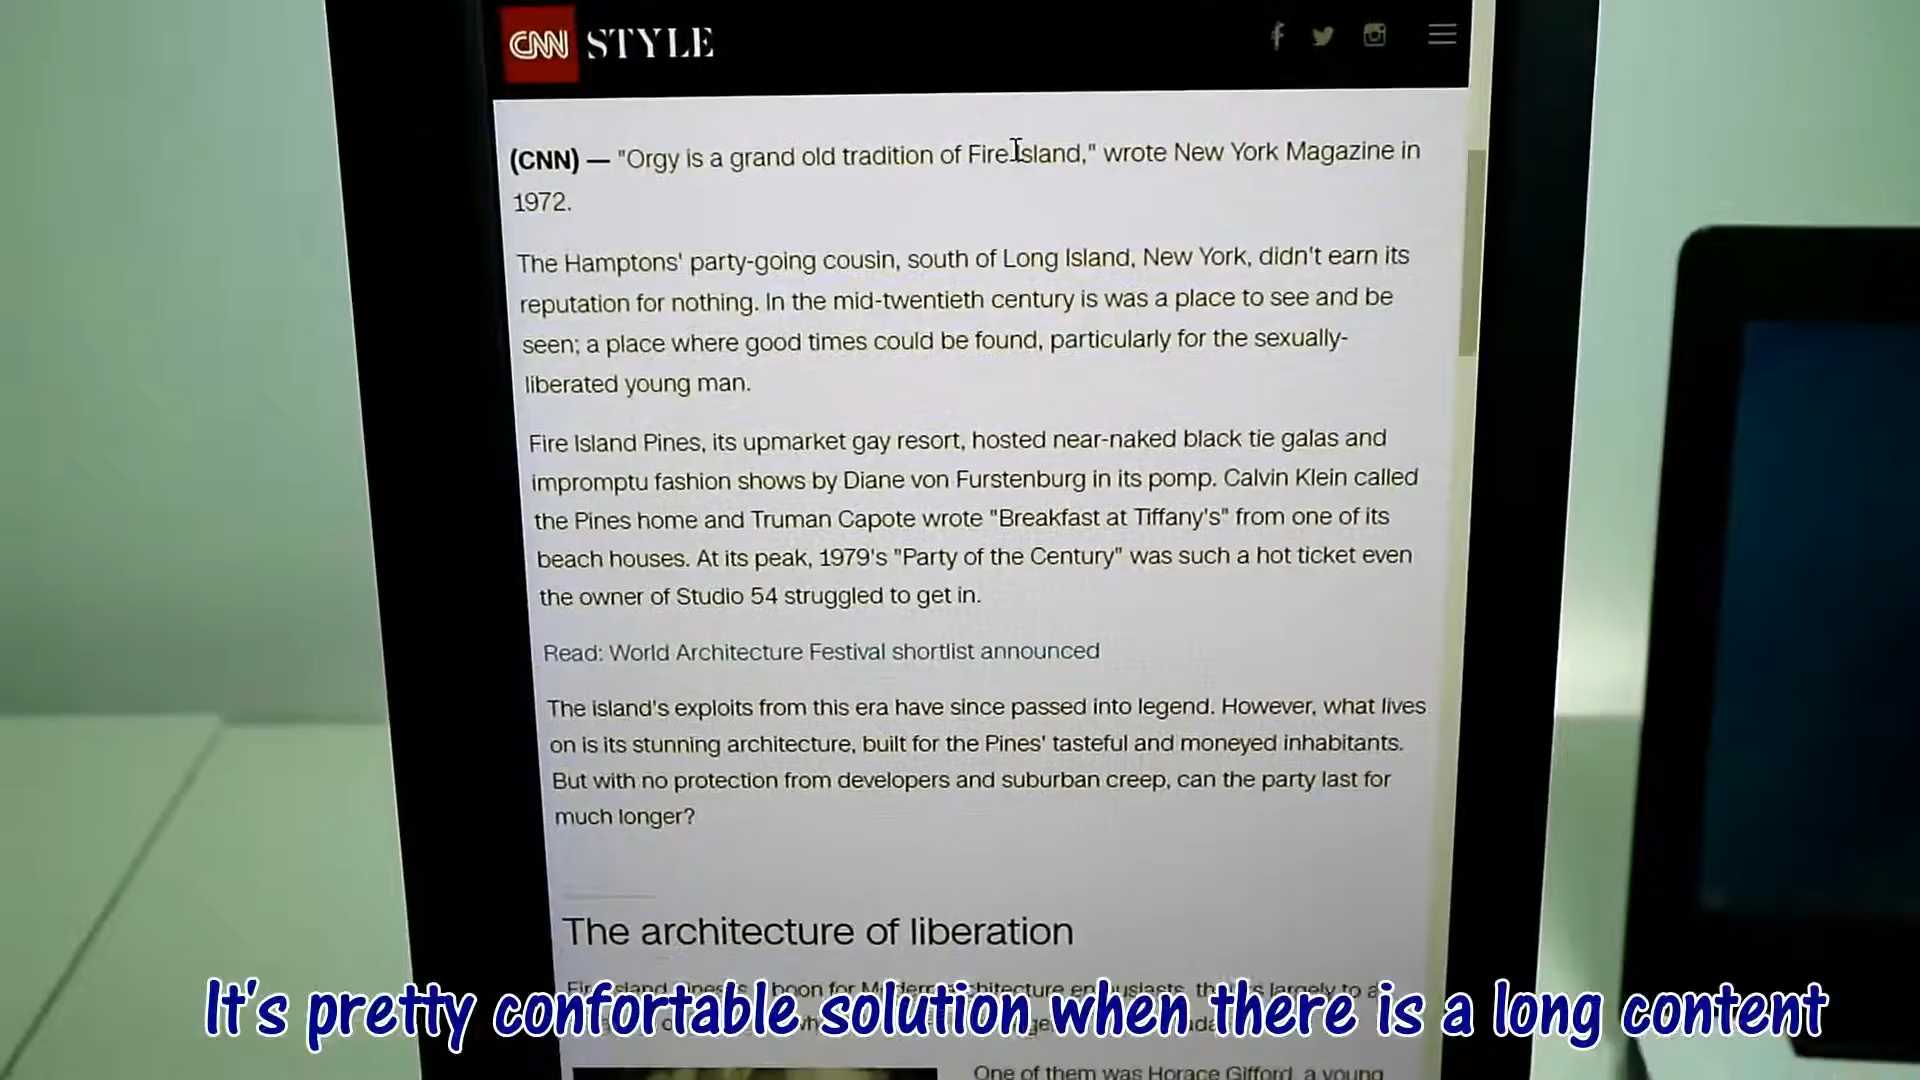 CNN STYLE
(CNN) — "Orgy is a grand old tradition of Fire Island," wrote New York Magazine in
1972.
The Hamptons' party-going cousin, south of Long Island, New York, didn't earn its
reputation for nothing. In the mid-twentieth century is was a place to see and be
seen; a place where good times could be found, particularly for the sexually-
liberated young man.
Fire Island Pines, its upmarket gay resort, hosted near-naked black tie galas and
impromptu fashion shows by Diane von Furstenburg in its pomp. Calvin Klein called
the Pines home and Truman Capote wrote "Breakfast at Tiffany's" from one of its
beach houses. At its peak, 1979's "Party of the Century" was such a hot ticket even
the owner of Studio 54 struggled to get in.
Read: World Architecture Festival shortlist announced
The island's exploits from this era have since passed into legend. However, what lives
on is its stunning architecture, built for the Pines' tasteful and moneyed inhabitants.
But with no protection from developers and suburban creep, can the party last for
much longer?
The architecture of liberation
It's pretty confortable solution when there is a long content
One of them was Horace Gifford, a young